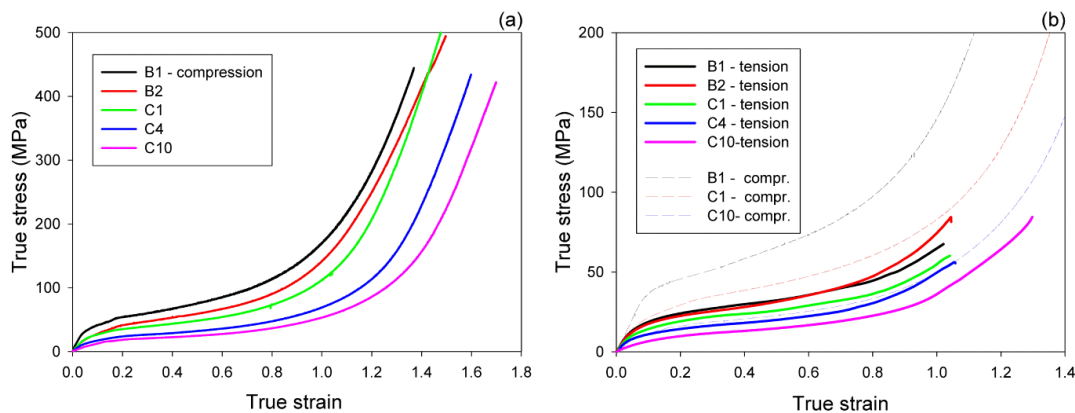 (a)
500
400
300
200
100
0
True stress (MPa)
B1 - compression
B2
C1
C4
C10
0.0 0.2 0.4 0.6 0.8 1.0 1.2 1.4 1.6 1.8
True strain
(b)
200
150
100
50
0
True stress (MPa)
B1 - tension
B2 - tension
C1 - tension
C4 - tension
C10-tension
B1 - compr.
C1 - compr.
C10- compr.
0.0 0.2 0.4 0.6 0.8 1.0 1.2 1.4
True strain